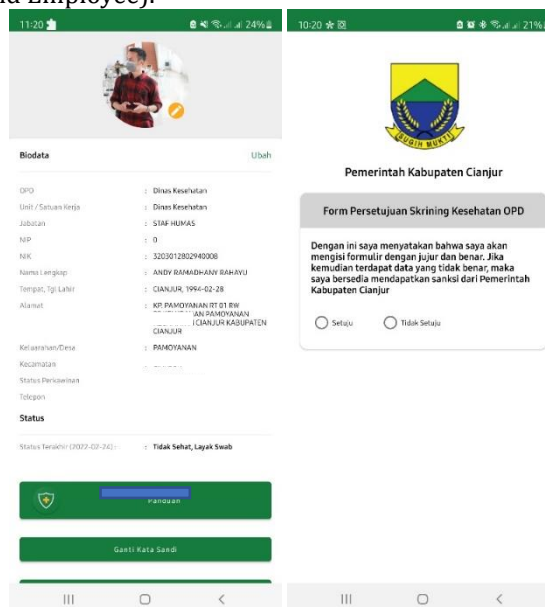 na Employee).
11:20
24%
Biodata
Ubah
OPD : Dinas Kesehatan
Unit / Satuan Kerja : Dinas Kesehatan
Jabatan : STAF HUMAS
NIP : 0
NIK : 3203012802940008
Nama Lengkap : ANDY RAMADHANY RAHAYU
Tempat, Tgl Lahir : CIANJUR, 1994-02-28
Alamat : KP. PAMOYANAN RT 01 RW
PAMOYANAN
CIANJUR KABUPATEN
CIANJUR
Kelurahan/Desa : PAMOYANAN
Kecamatan :
Status Perkawinan
Telepon
Status
Status Terakhir (2022-02-24) : : Tidak Sehat, Layak Swab
Panduan
Ganti Kata Sandi
10:20
21%
SUGIH MUKTI
Pemerintah Kabupaten Cianjur
Form Persetujuan Skrining Kesehatan OPD
Dengan ini saya menyatakan bahwa saya akan
mengisi formulir dengan jujur dan benar. Jika
kemudian terdapat data yang tidak benar, maka
saya bersedia mendapatkan sanksi dari Pemerintah
Kabupaten Cianjur
Setuju
Tidak Setuju